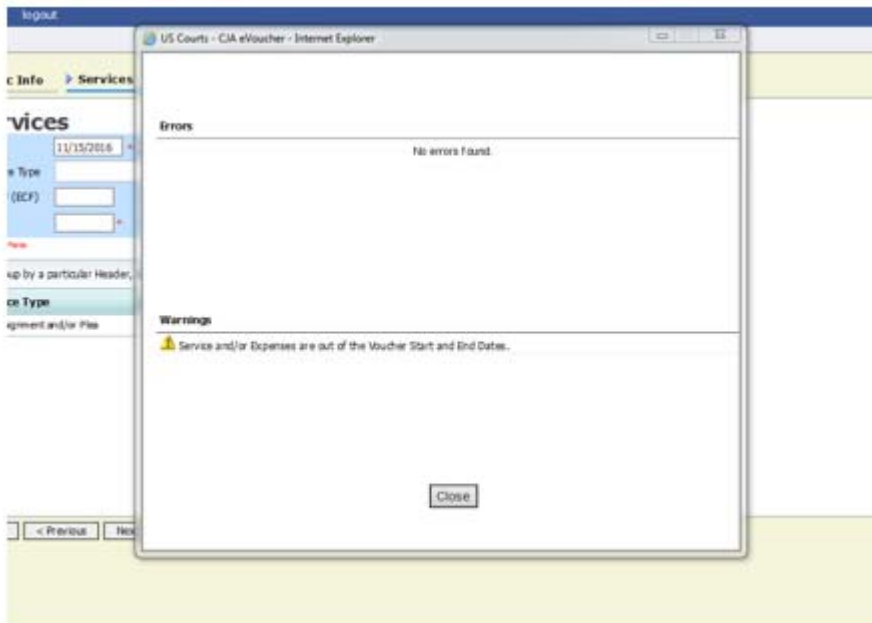 logout
US Courts - CJA eVoucher - Internet Explorer
c Info
Services
rvices
11/15/2016 *
e Type
(ECF)
*
up by a particular Header,
ce Type
aignment and/or Plea
Errors
No errors found.
Warnings
Service and/or Expenses are out of the Voucher Start and End Dates.
Close
< Previous
Nex